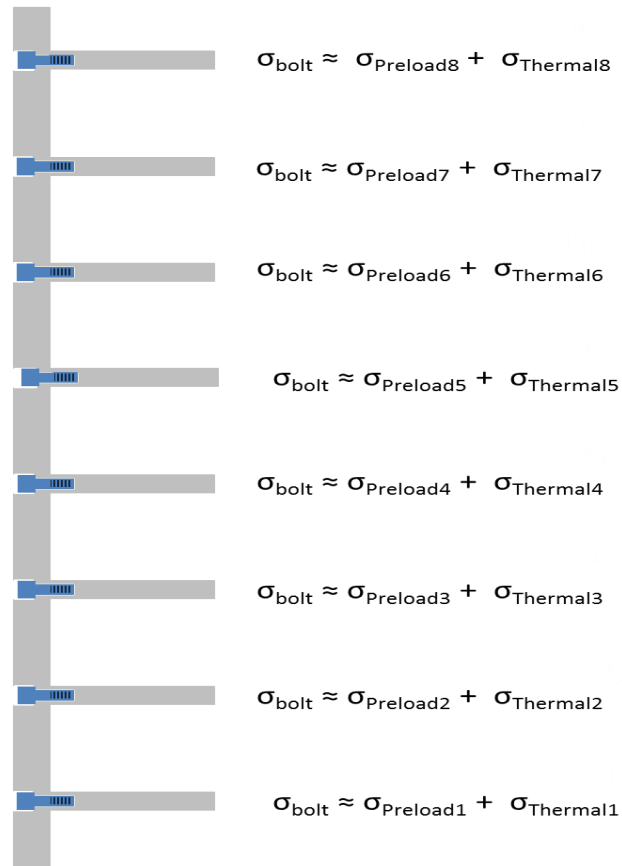 σbolt ≈ σPreload8 + σThermal8
σbolt ≈ σPreload7 + σThermal7
σbolt ≈ σPreload6 + σThermal6
σbolt ≈ σPreload5 + σThermal5
σbolt ≈ σPreload4 + σThermal4
σbolt ≈ σPreload3 + σThermal3
σbolt ≈ σPreload2 + σThermal2
σbolt ≈ σPreload1 + σThermal1